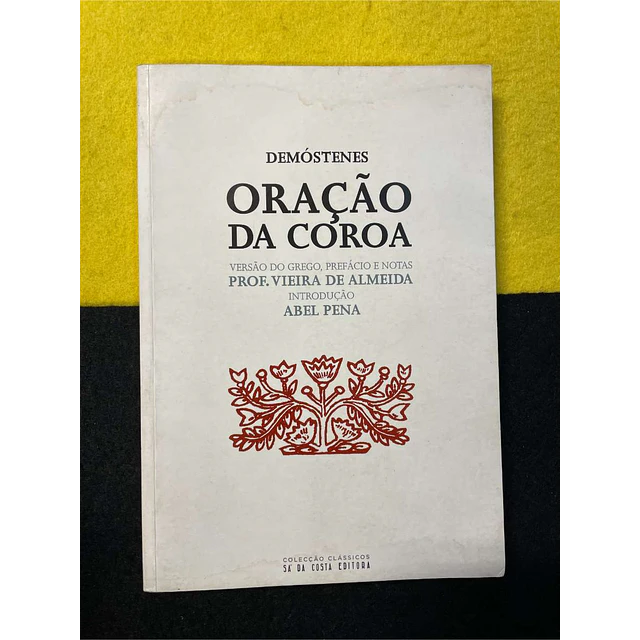 DEMÓSTENES
ORAÇÃO
DA COROA
VERSÃO DO GREGO, PREFÁCIO E NOTAS
PROF. VIEIRA DE ALMEIDA
INTRODUÇÃO
ABEL PENA
COLECÇÃO CLÁSSICOS
SÁ DA COSTA EDITORA